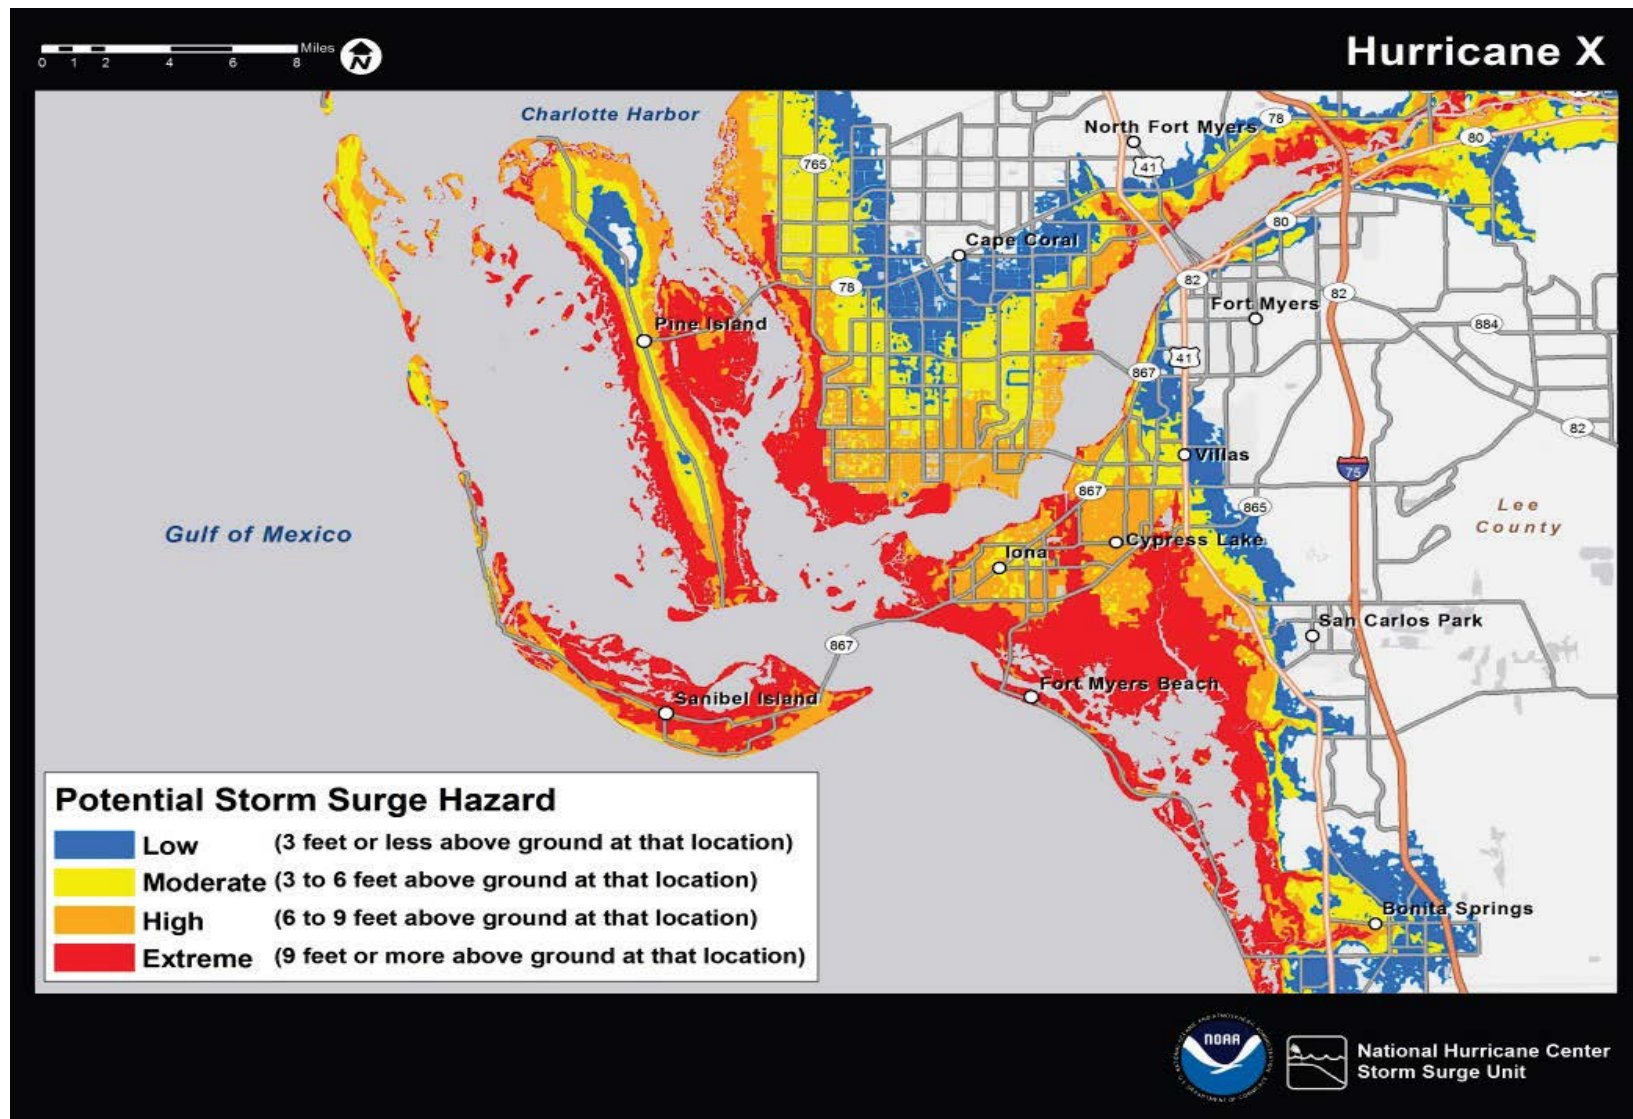 Miles
0 1 2 4 6 8
N
Hurricane X
Charlotte Harbor
North Fort Myers
78
80
765
41
80
Cape Coral
78
82
82
Fort Myers
884
Pine Island
41
867
82
Villas
75
867
865
Lee
County
Gulf of Mexico
Cypress Lake
Iona
San Carlos Park
867
Fort Myers Beach
Sanibel Island
Bonita Springs
Potential Storm Surge Hazard
Low (3 feet or less above ground at that location)
Moderate (3 to 6 feet above ground at that location)
High (6 to 9 feet above ground at that location)
Extreme (9 feet or more above ground at that location)
NOAA
National Hurricane Center
Storm Surge Unit